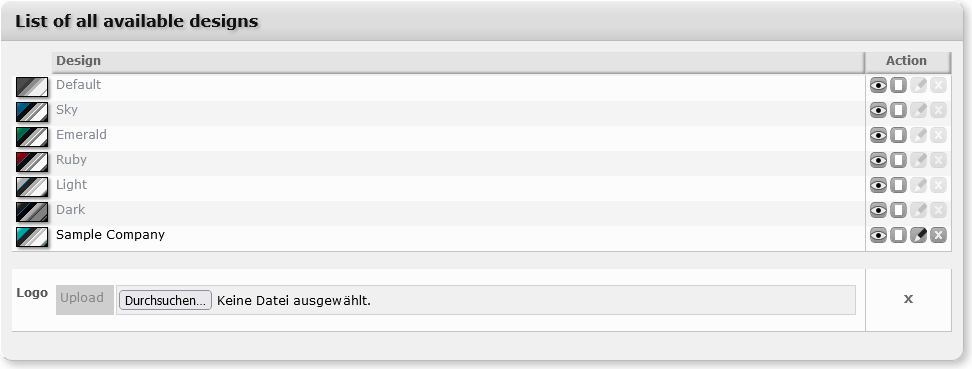 List of all available designs
Design Action
Default
Sky
Emerald
Ruby
Light
Dark
Sample Company
Logo Upload Durchsuchen... Keine Datei ausgewählt. x